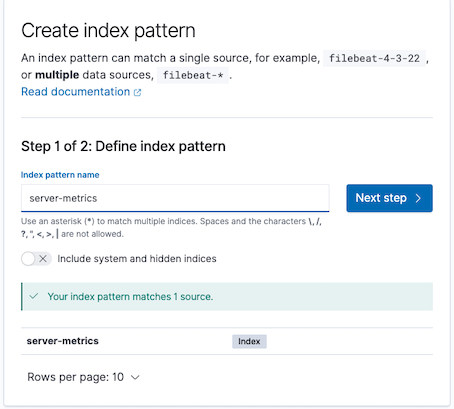 Create index pattern
An index pattern can match a single source, for example, filebeat-4-3-22 ,
or multiple data sources, filebeat-* .
Read documentation
Step 1 of 2: Define index pattern
Index pattern name
server-metrics
Next step
Use an asterisk (*) to match multiple indices. Spaces and the characters \, /,
?, ", <, >, | are not allowed.
Include system and hidden indices
Your index pattern matches 1 source.
server-metrics Index
Rows per page: 10